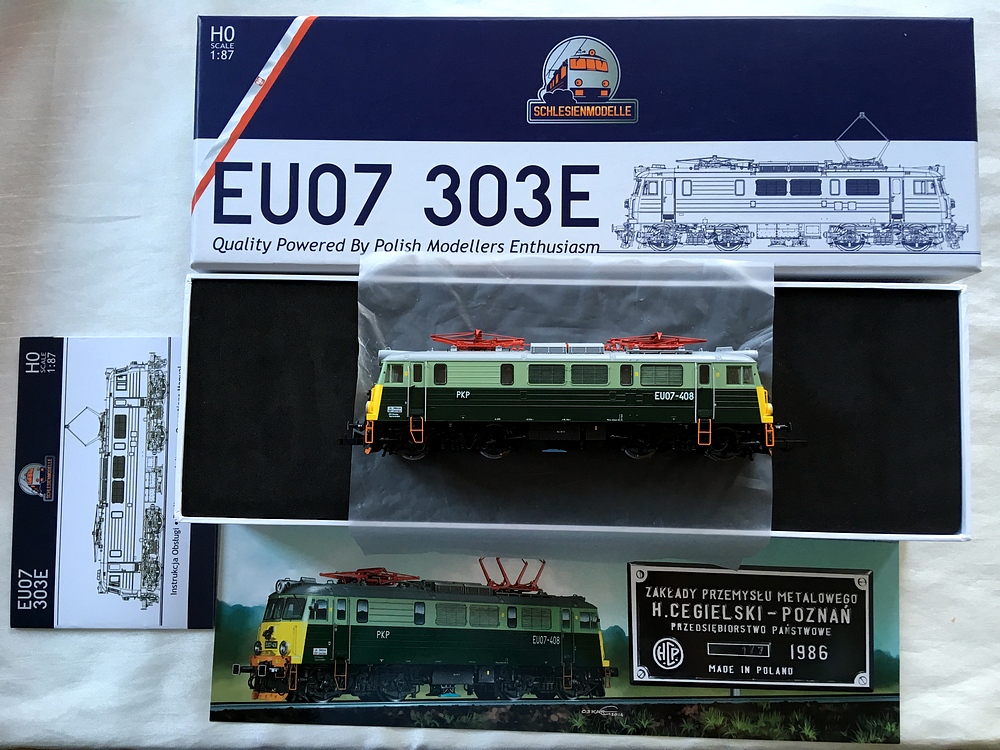 H0
SCALE
1:87
SCHLESIENMODELLE
EU07 303E
Quality Powered By Polish Modellers Enthusiasm
PKP
EU07-408
H0
SCALE
1:87
SCHLESIENMODELLE
EU07
303E
Instrukcja Obsługi
PKP
EU07-408
ZAKŁADY PRZEMYSŁU METALOWEGO
H.CEGIELSKI-POZNAŃ
PRZEDSIĘBIORSTWO PAŃSTWOWE
HCP
1986
MADE IN POLAND